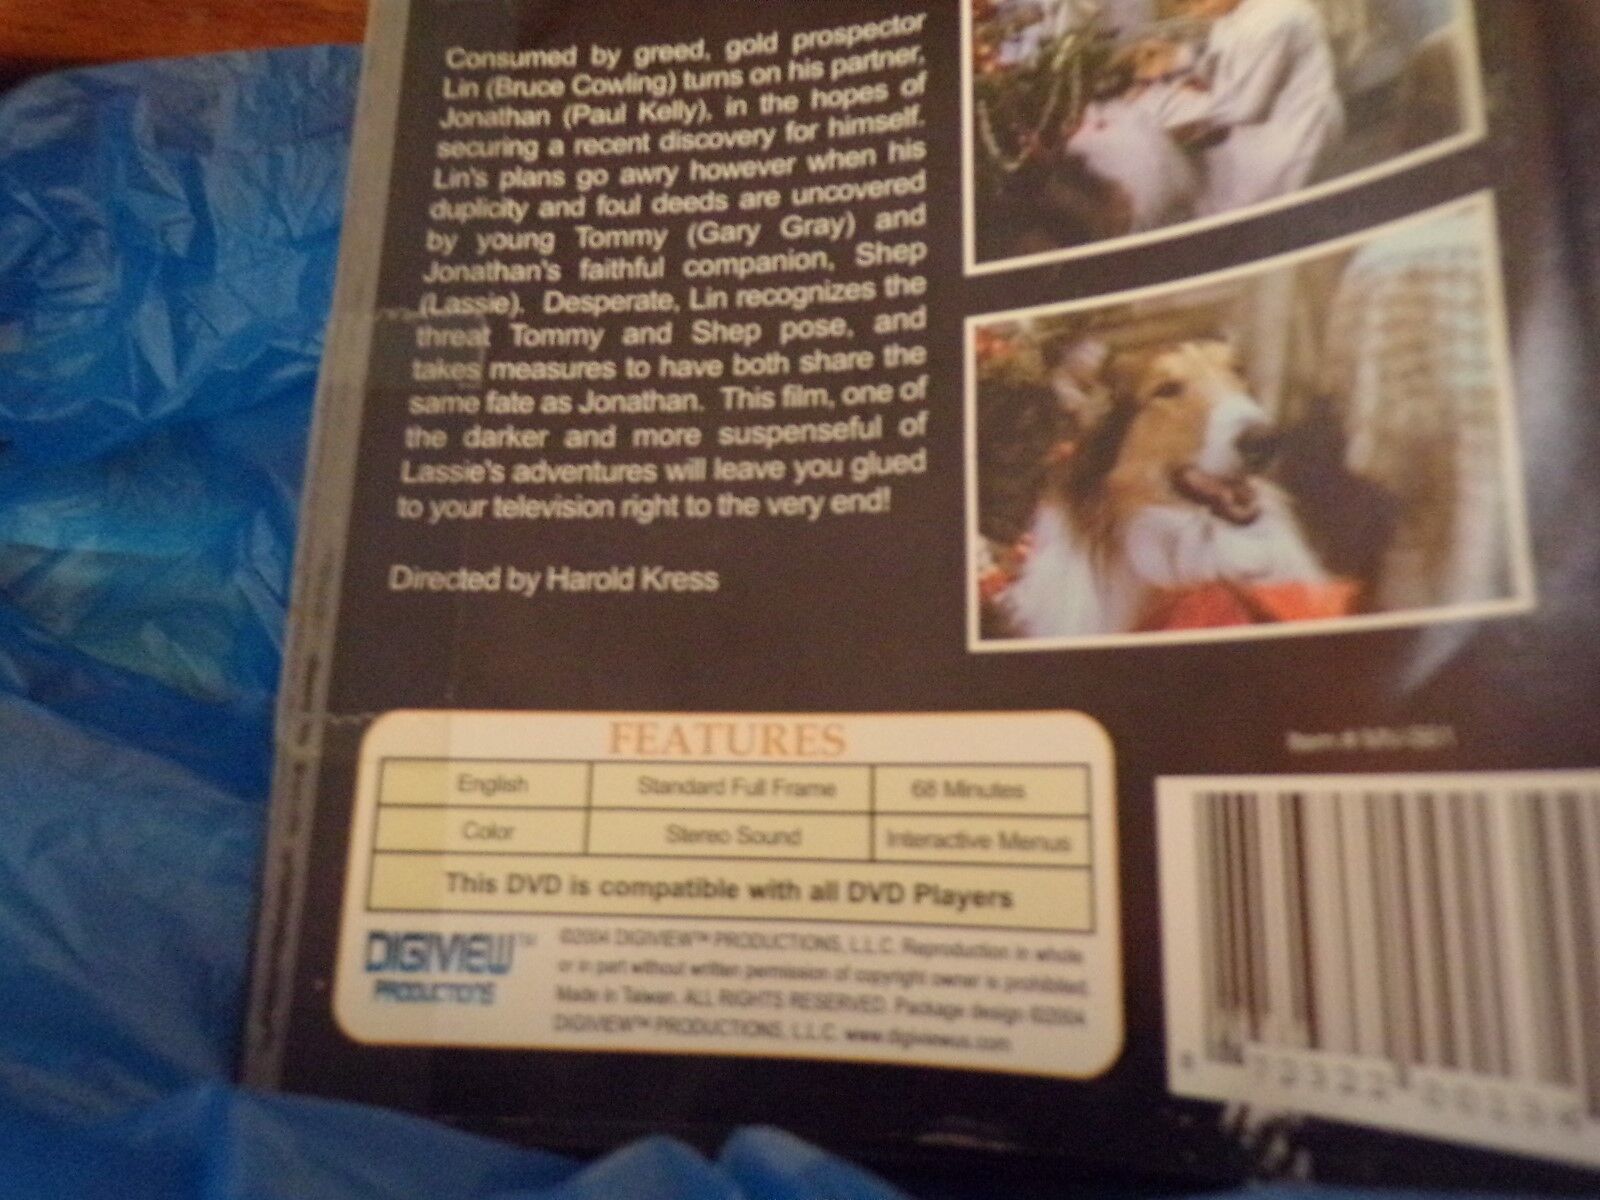 Consumed by greed, gold prospector
Lin (Bruce Cowling) turns on his partner,
Jonathan (Paul Kelly), in the hopes of
securing a recent discovery for himself.
Lin's plans go awry however when his
duplicity and foul deeds are uncovered
by young Tommy (Gary Gray) and
Jonathan's faithful companion, Shep
(Lassie). Desperate, Lin recognizes the
threat Tommy and Shep pose, and
takes measures to have both share the
same fate as Jonathan. This film, one of
the darker and more suspenseful of
Lassie's adventures will leave you glued
to your television right to the very end!
Directed by Harold Kress
FEATURES
English Standard Full Frame 68 Minutes
Color Stereo Sound Interactive Menus
This DVD is compatible with all DVD Players
DIGIVIEW™
PRODUCTIONS
©2004 DIGIVIEW™ PRODUCTIONS, L.L.C. Reproduction in whole
or in part without written permission of copyright owner is prohibited.
Made in Taiwan. ALL RIGHTS RESERVED. Package design ©2004
DIGIVIEW™ PRODUCTIONS, L.L.C. www.digiviewus.com
Item #